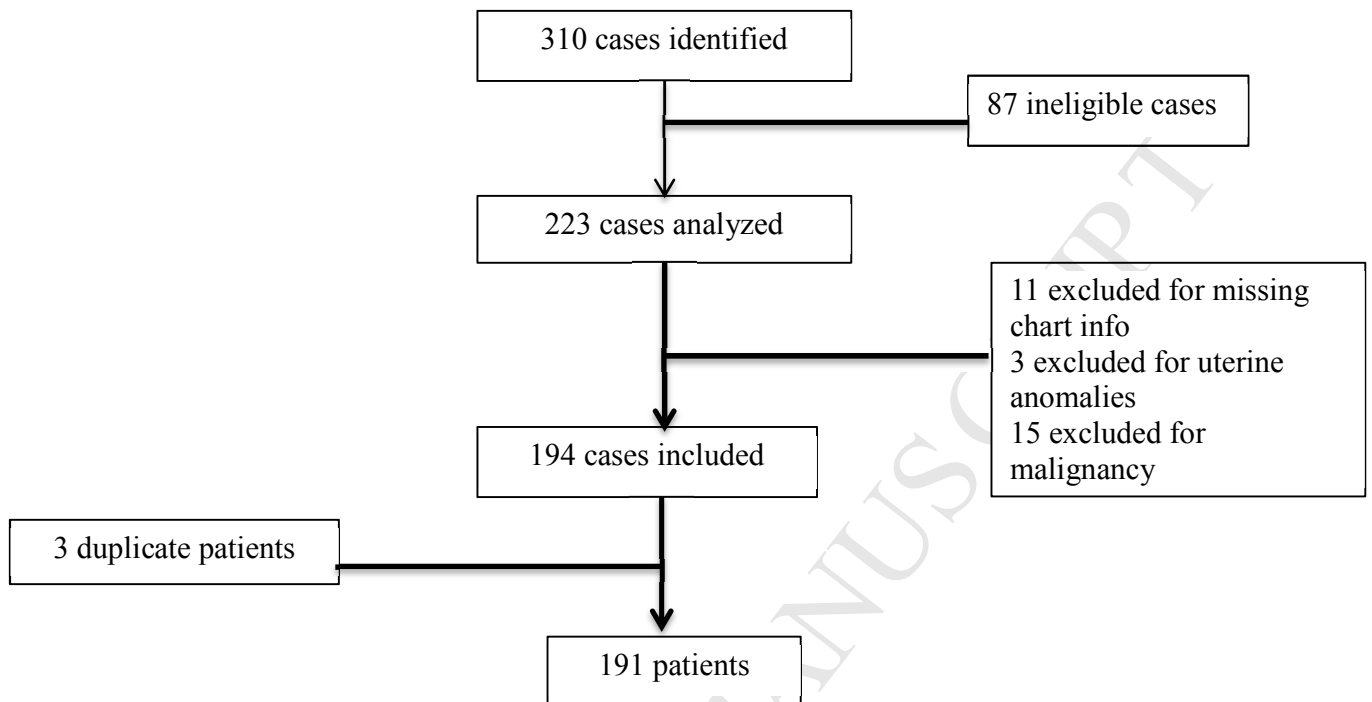 310 cases identified
87 ineligible cases
223 cases analyzed
11 excluded for missing
chart info
3 excluded for uterine
anomalies
15 excluded for
malignancy
194 cases included
3 duplicate patients
191 patients